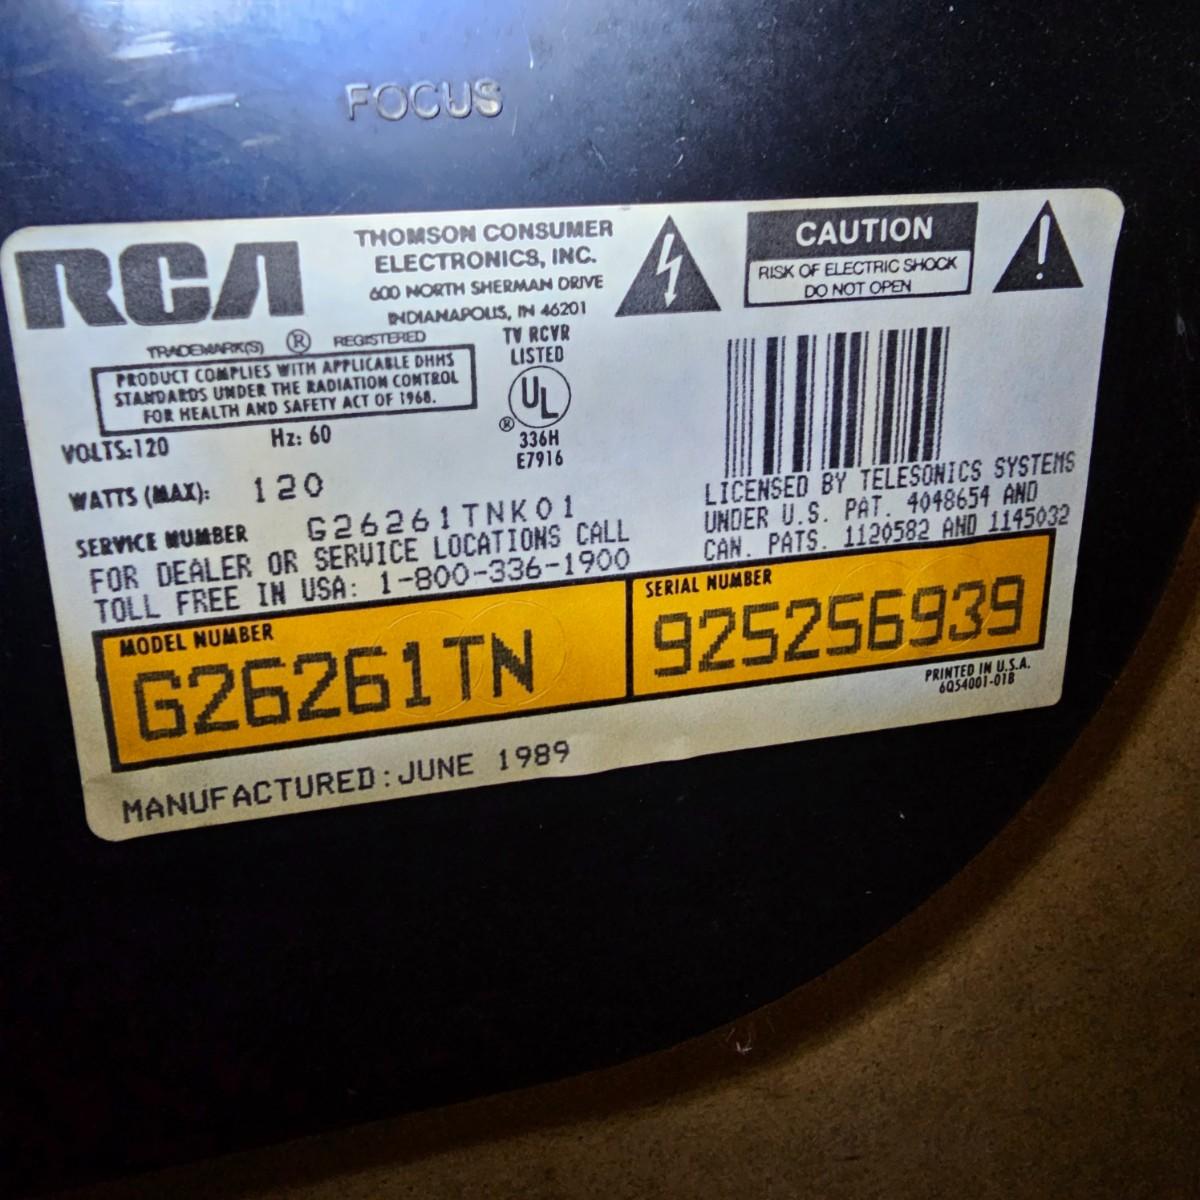 FOCUS
RCA
THOMSON CONSUMER
ELECTRONICS, INC.
600 NORTH SHERMAN DRIVE
INDIANAPOLIS, IN 46201
CAUTION
RISK OF ELECTRIC SHOCK
DO NOT OPEN
TRADEMARK(S) ® REGISTERED
PRODUCT COMPLIES WITH APPLICABLE DHHS
STANDARDS UNDER THE RADIATION CONTROL
FOR HEALTH AND SAFETY ACT OF 1968.
TV RCVR
LISTED
UL
®
336H
E7916
VOLTS:120 Hz: 60
WATTS (MAX): 120
SERVICE NUMBER G26261TNK01
FOR DEALER OR SERVICE LOCATIONS CALL
TOLL FREE IN USA: 1-800-336-1900
LICENSED BY TELESONICS SYSTEMS
UNDER U.S. PAT. 4048654 AND
CAN. PATS. 1120582 AND 1145032
MODEL NUMBER
G26261TN
SERIAL NUMBER
925256939
PRINTED IN U.S.A.
6Q54001-01B
MANUFACTURED:JUNE 1989